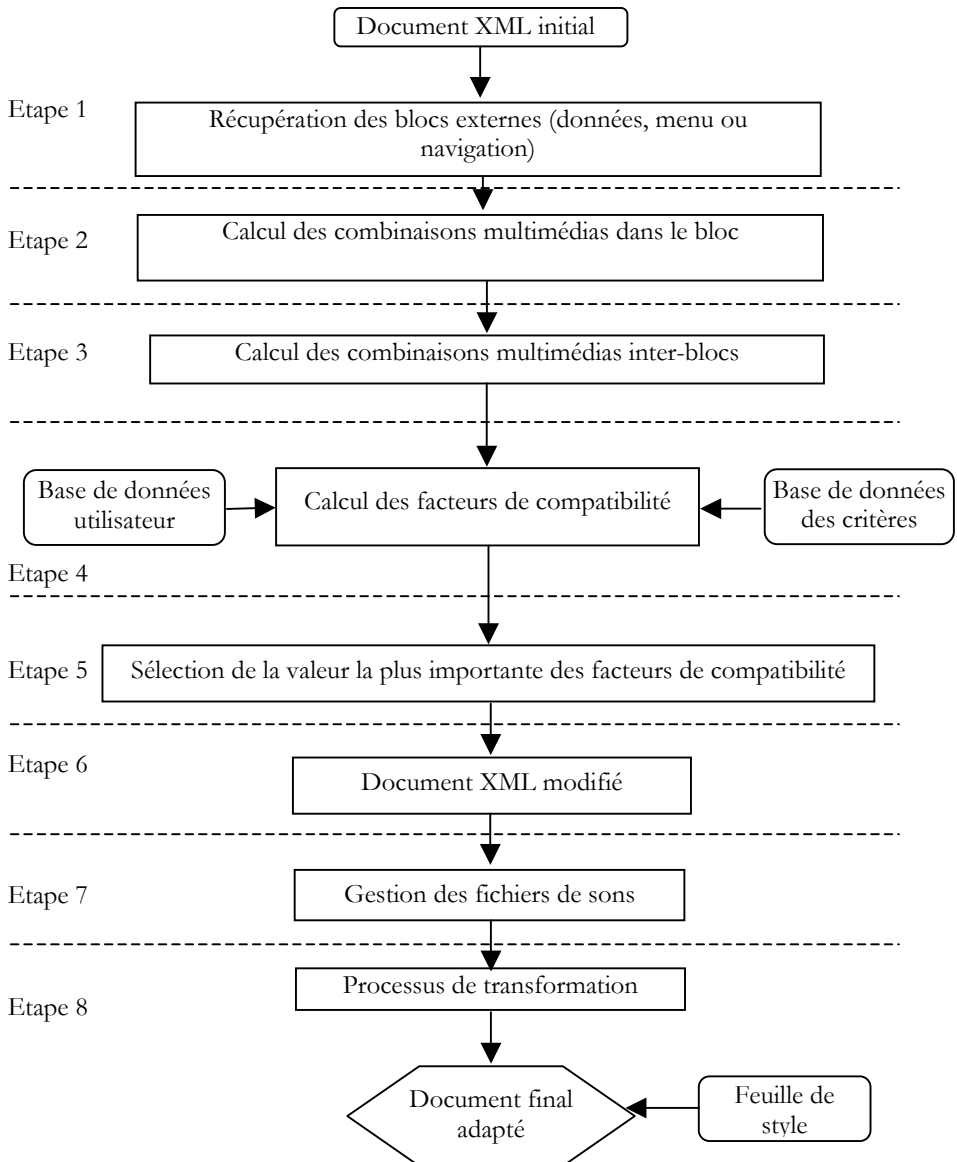 Document XML initial
Etape 1
Récupération des blocs externes (données, menu ou
navigation)
Etape 2
Calcul des combinaisons multimédias dans le bloc
Etape 3
Calcul des combinaisons multimédias inter-blocs
Base de données
utilisateur
Calcul des facteurs de compatibilité
Base de données
des critères
Etape 4
Etape 5
Sélection de la valeur la plus importante des facteurs de compatibilité
Etape 6
Document XML modifié
Etape 7
Gestion des fichiers de sons
Processus de transformation
Etape 8
Document final
adapté
Feuille de
style